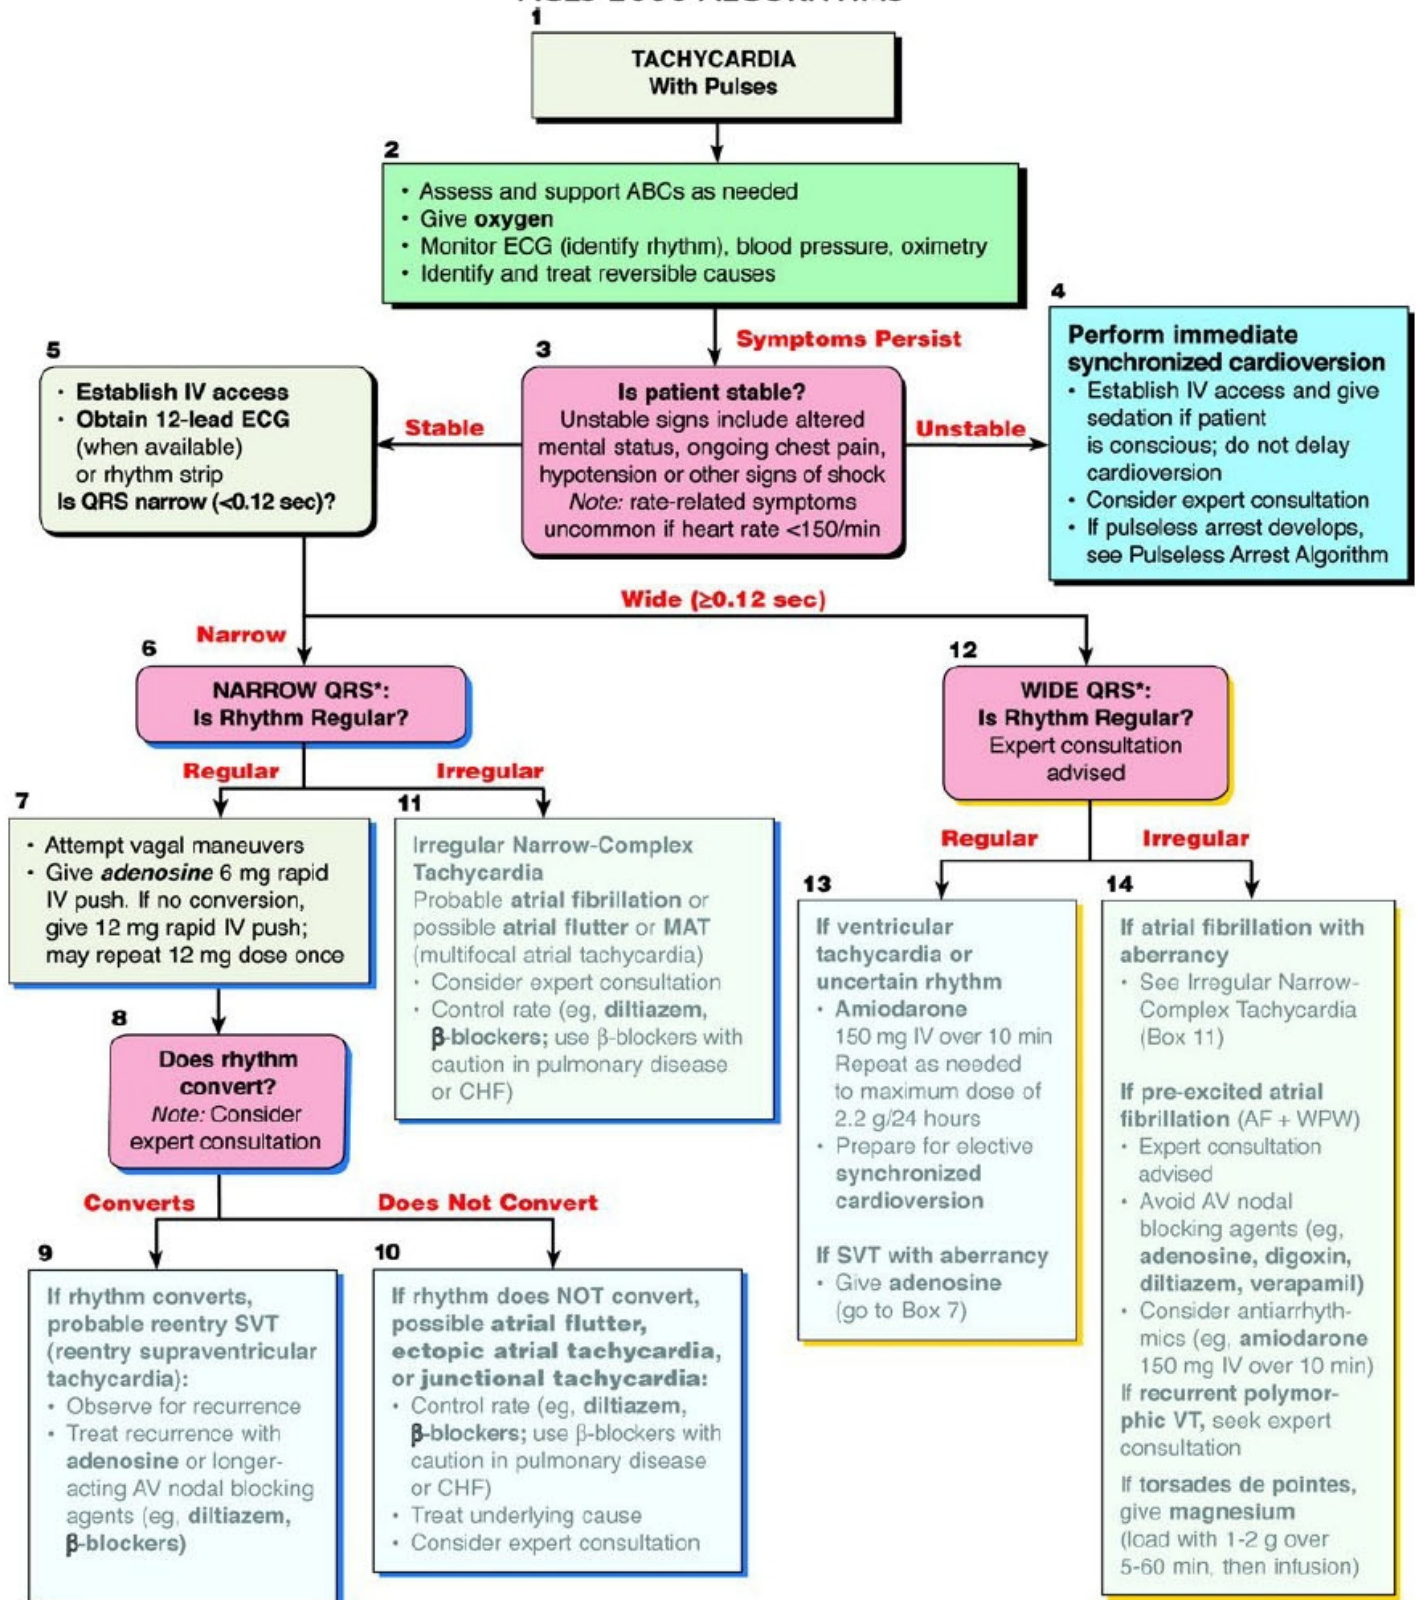 1
TACHYCARDIA
With Pulses
2
• Assess and support ABCs as needed
• Give oxygen
• Monitor ECG (identify rhythm), blood pressure, oximetry
• Identify and treat reversible causes
Symptoms Persist
3
Is patient stable?
Unstable signs include altered
mental status, ongoing chest pain,
hypotension or other signs of shock
Note: rate-related symptoms
uncommon if heart rate <150/min
Stable
Unstable
4
Perform immediate
synchronized cardioversion
• Establish IV access and give
sedation if patient
is conscious; do not delay
cardioversion
• Consider expert consultation
• If pulseless arrest develops,
see Pulseless Arrest Algorithm
5
• Establish IV access
• Obtain 12-lead ECG
(when available)
or rhythm strip
Is QRS narrow (<0.12 sec)?
Narrow
Wide (≥0.12 sec)
6
NARROW QRS*:
Is Rhythm Regular?
Regular
Irregular
7
• Attempt vagal maneuvers
• Give adenosine 6 mg rapid
IV push. If no conversion,
give 12 mg rapid IV push;
may repeat 12 mg dose once
8
Does rhythm
convert?
Note: Consider
expert consultation
Converts
Does Not Convert
9
If rhythm converts,
probable reentry SVT
(reentry supraventricular
tachycardia):
• Observe for recurrence
• Treat recurrence with
adenosine or longer-
acting AV nodal blocking
agents (eg, diltiazem,
β-blockers)
10
If rhythm does NOT convert,
possible atrial flutter,
ectopic atrial tachycardia,
or junctional tachycardia:
• Control rate (eg, diltiazem,
β-blockers; use β-blockers with
caution in pulmonary disease
or CHF)
• Treat underlying cause
• Consider expert consultation
11
Irregular Narrow-Complex
Tachycardia
Probable atrial fibrillation or
possible atrial flutter or MAT
(multifocal atrial tachycardia)
• Consider expert consultation
• Control rate (eg, diltiazem,
β-blockers; use β-blockers with
caution in pulmonary disease
or CHF)
12
WIDE QRS*:
Is Rhythm Regular?
Expert consultation
advised
Regular
Irregular
13
If ventricular
tachycardia or
uncertain rhythm
• Amiodarone
150 mg IV over 10 min
Repeat as needed
to maximum dose of
2.2 g/24 hours
• Prepare for elective
synchronized
cardioversion
If SVT with aberrancy
• Give adenosine
(go to Box 7)
14
If atrial fibrillation with
aberrancy
• See Irregular Narrow-
Complex Tachycardia
(Box 11)
If pre-excited atrial
fibrillation (AF + WPW)
• Expert consultation
advised
• Avoid AV nodal
blocking agents (eg,
adenosine, digoxin,
diltiazem, verapamil)
• Consider antiarrhyth-
mics (eg, amiodarone
150 mg IV over 10 min)
If recurrent polymor-
phic VT, seek expert
consultation
If torsades de pointes,
give magnesium
(load with 1-2 g over
5-60 min, then infusion)